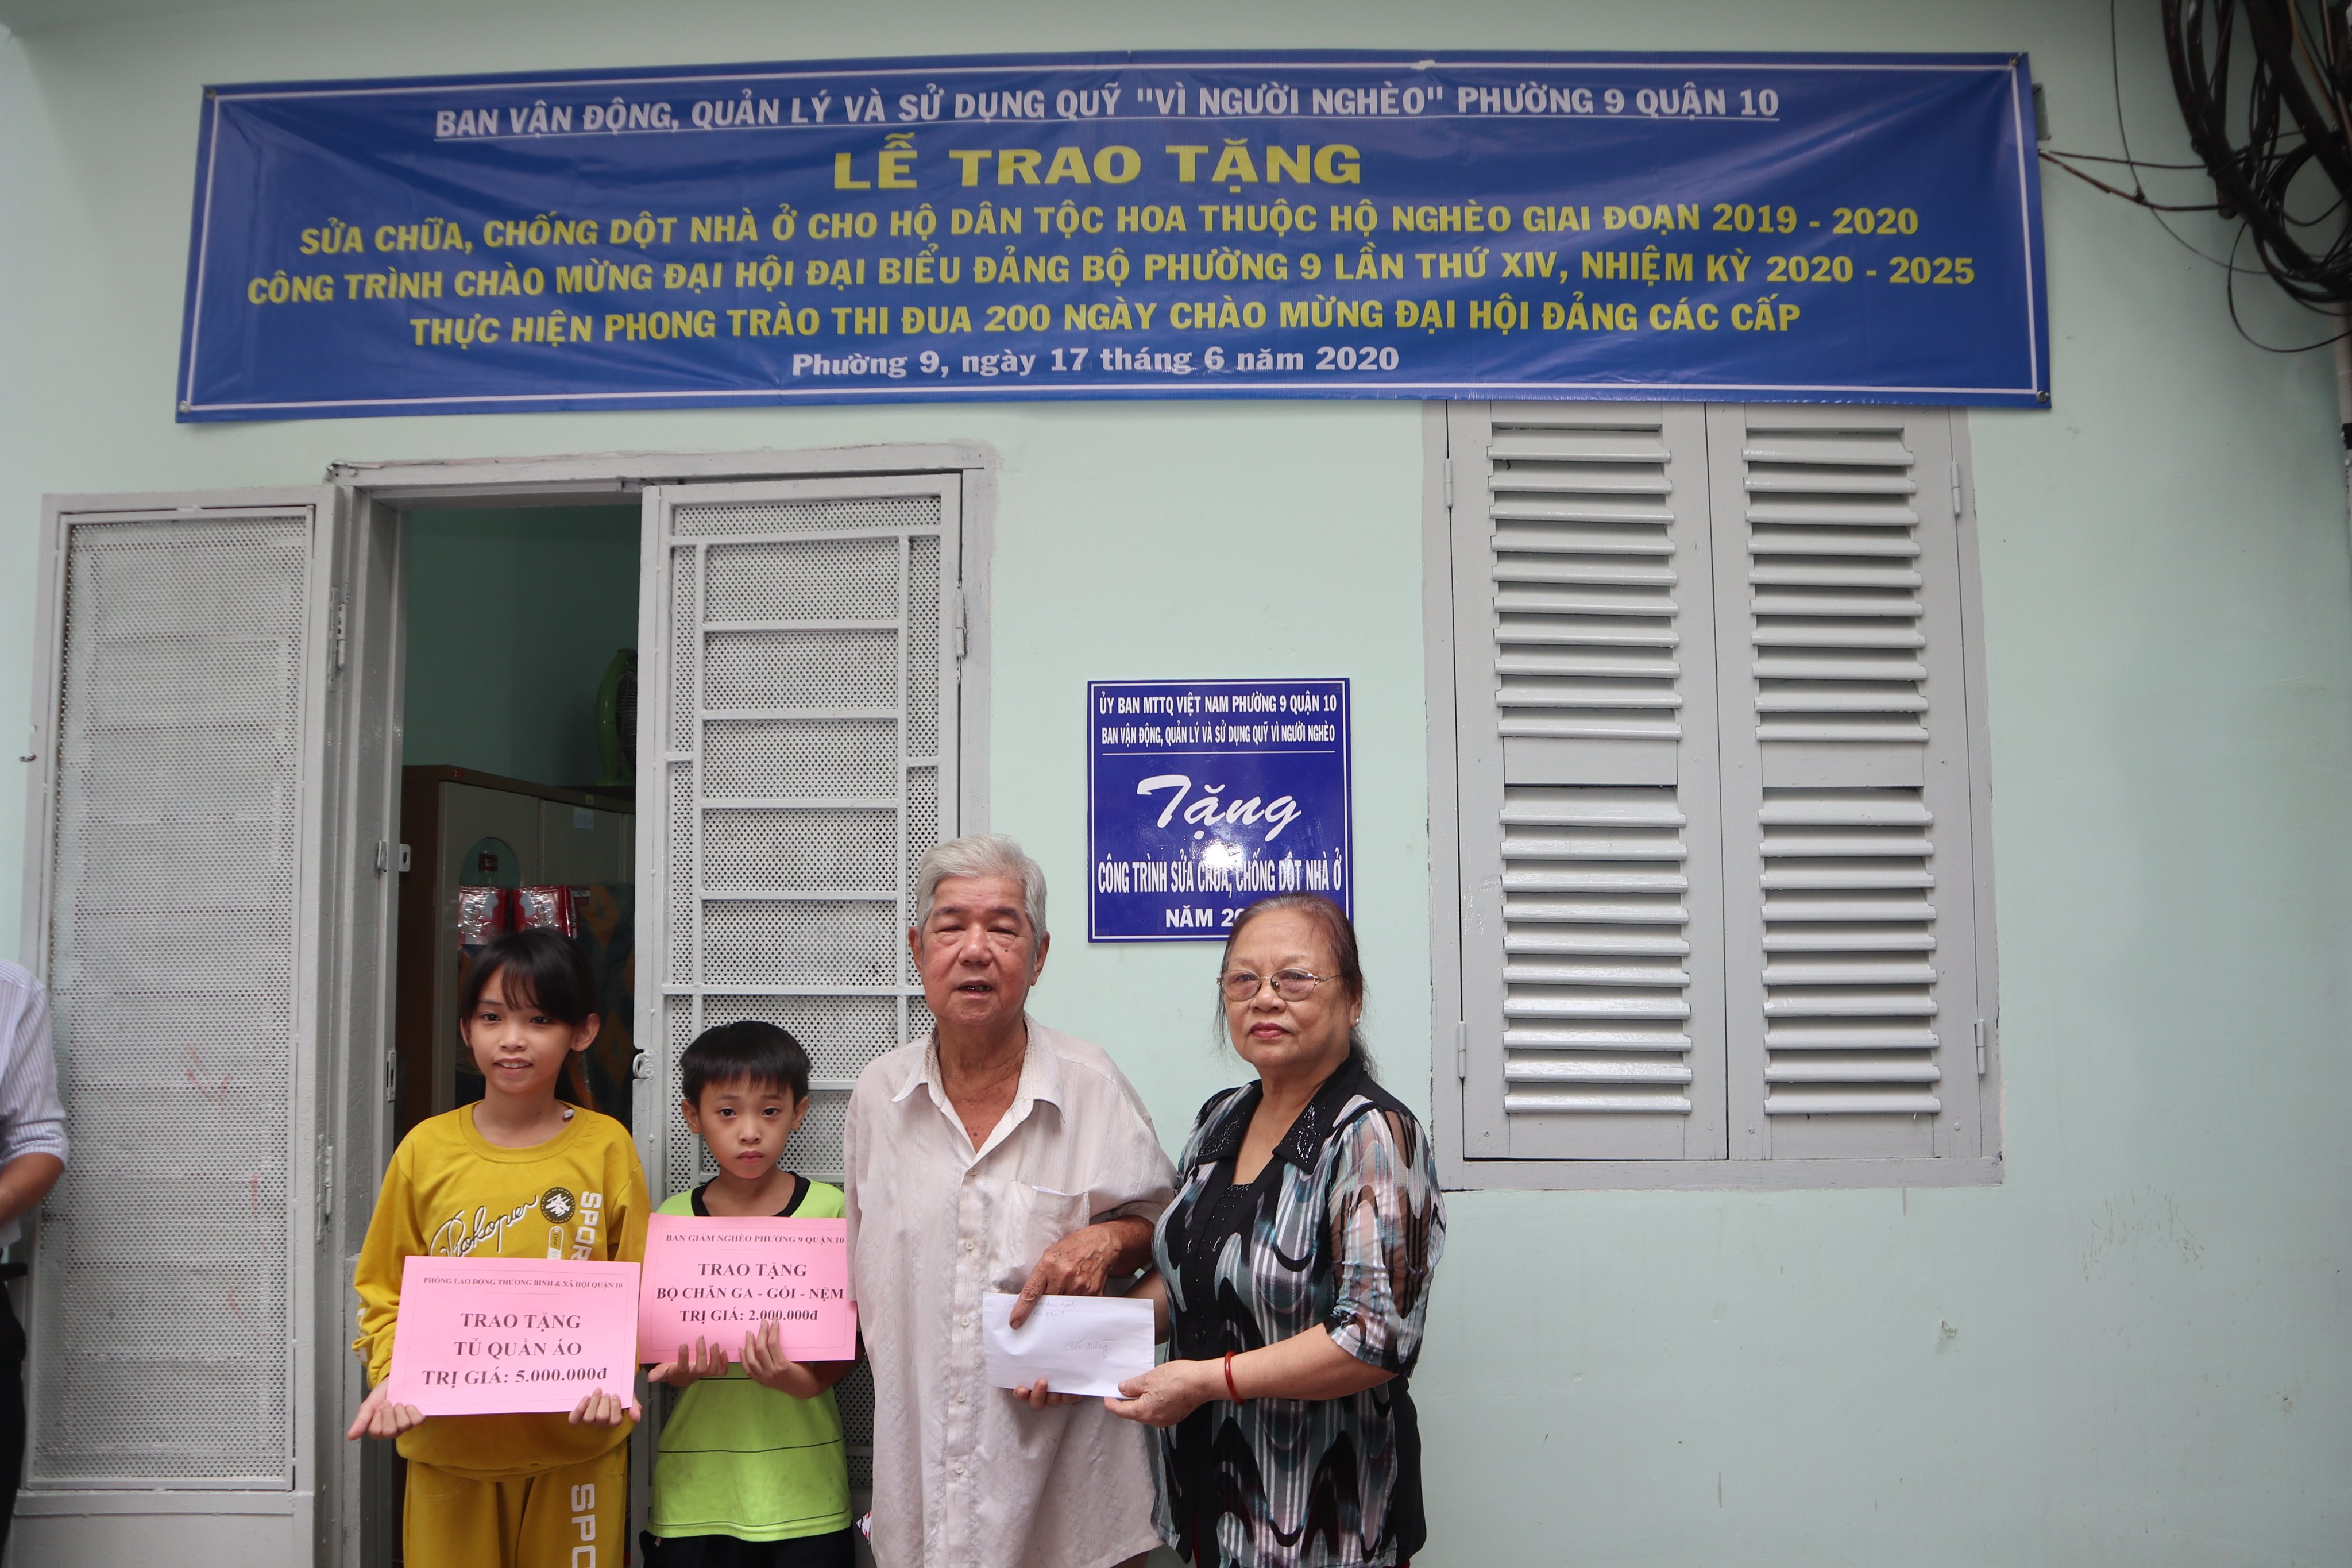 BAN VẬN ĐỘNG, QUẢN LÝ VÀ SỬ DỤNG QUỸ "VÌ NGƯỜI NGHÈO" PHƯỜNG 9 QUẬN 10
LỄ TRAO TẶNG
SỬA CHỮA, CHỐNG DỘT NHÀ Ở CHO HỘ DÂN TỘC HOA THUỘC HỘ NGHÈO GIAI ĐOẠN 2019 - 2020
CÔNG TRÌNH CHÀO MỪNG ĐẠI HỘI ĐẠI BIỂU ĐẢNG BỘ PHƯỜNG 9 LẦN THỨ XIV, NHIỆM KỲ 2020 - 2025
THỰC HIỆN PHONG TRÀO THI ĐUA 200 NGÀY CHÀO MỪNG ĐẠI HỘI ĐẢNG CÁC CẤP
Phường 9, ngày 17 tháng 6 năm 2020
ỦY BAN MTTQ VIỆT NAM PHƯỜNG 9 QUẬN 10
BAN VẬN ĐỘNG, QUẢN LÝ VÀ SỬ DỤNG QUỸ VÌ NGƯỜI NGHÈO
Tặng
CÔNG TRÌNH SỬA CHỮA, CHỐNG DỘT NHÀ Ở
NĂM
SPOR
PHÒNG LAO ĐỘNG THƯƠNG BINH & XÃ HỘI QUẬN 10
TRAO TẶNG
TỦ QUẦN ÁO
TRỊ GIÁ: 5.000.000đ
BAN GIẢM NGHÈO PHƯỜNG 9 QUẬN 10
TRAO TẶNG
BỘ CHĂN GA - GỐI - NỆM
TRỊ GIÁ: 2.000.000đ
SPO